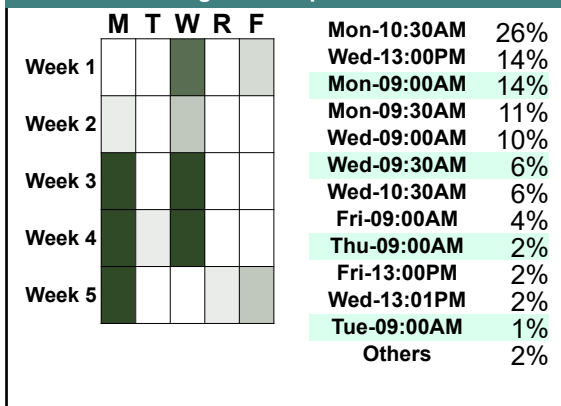 M T W R F
Week 1
Week 2
Week 3
Week 4
Week 5
Mon-10:30AM 26%
Wed-13:00PM 14%
Mon-09:00AM 14%
Mon-09:30AM 11%
Wed-09:00AM 10%
Wed-09:30AM 6%
Wed-10:30AM 6%
Fri-09:00AM 4%
Thu-09:00AM 2%
Fri-13:00PM 2%
Wed-13:01PM 2%
Tue-09:00AM 1%
Others 2%